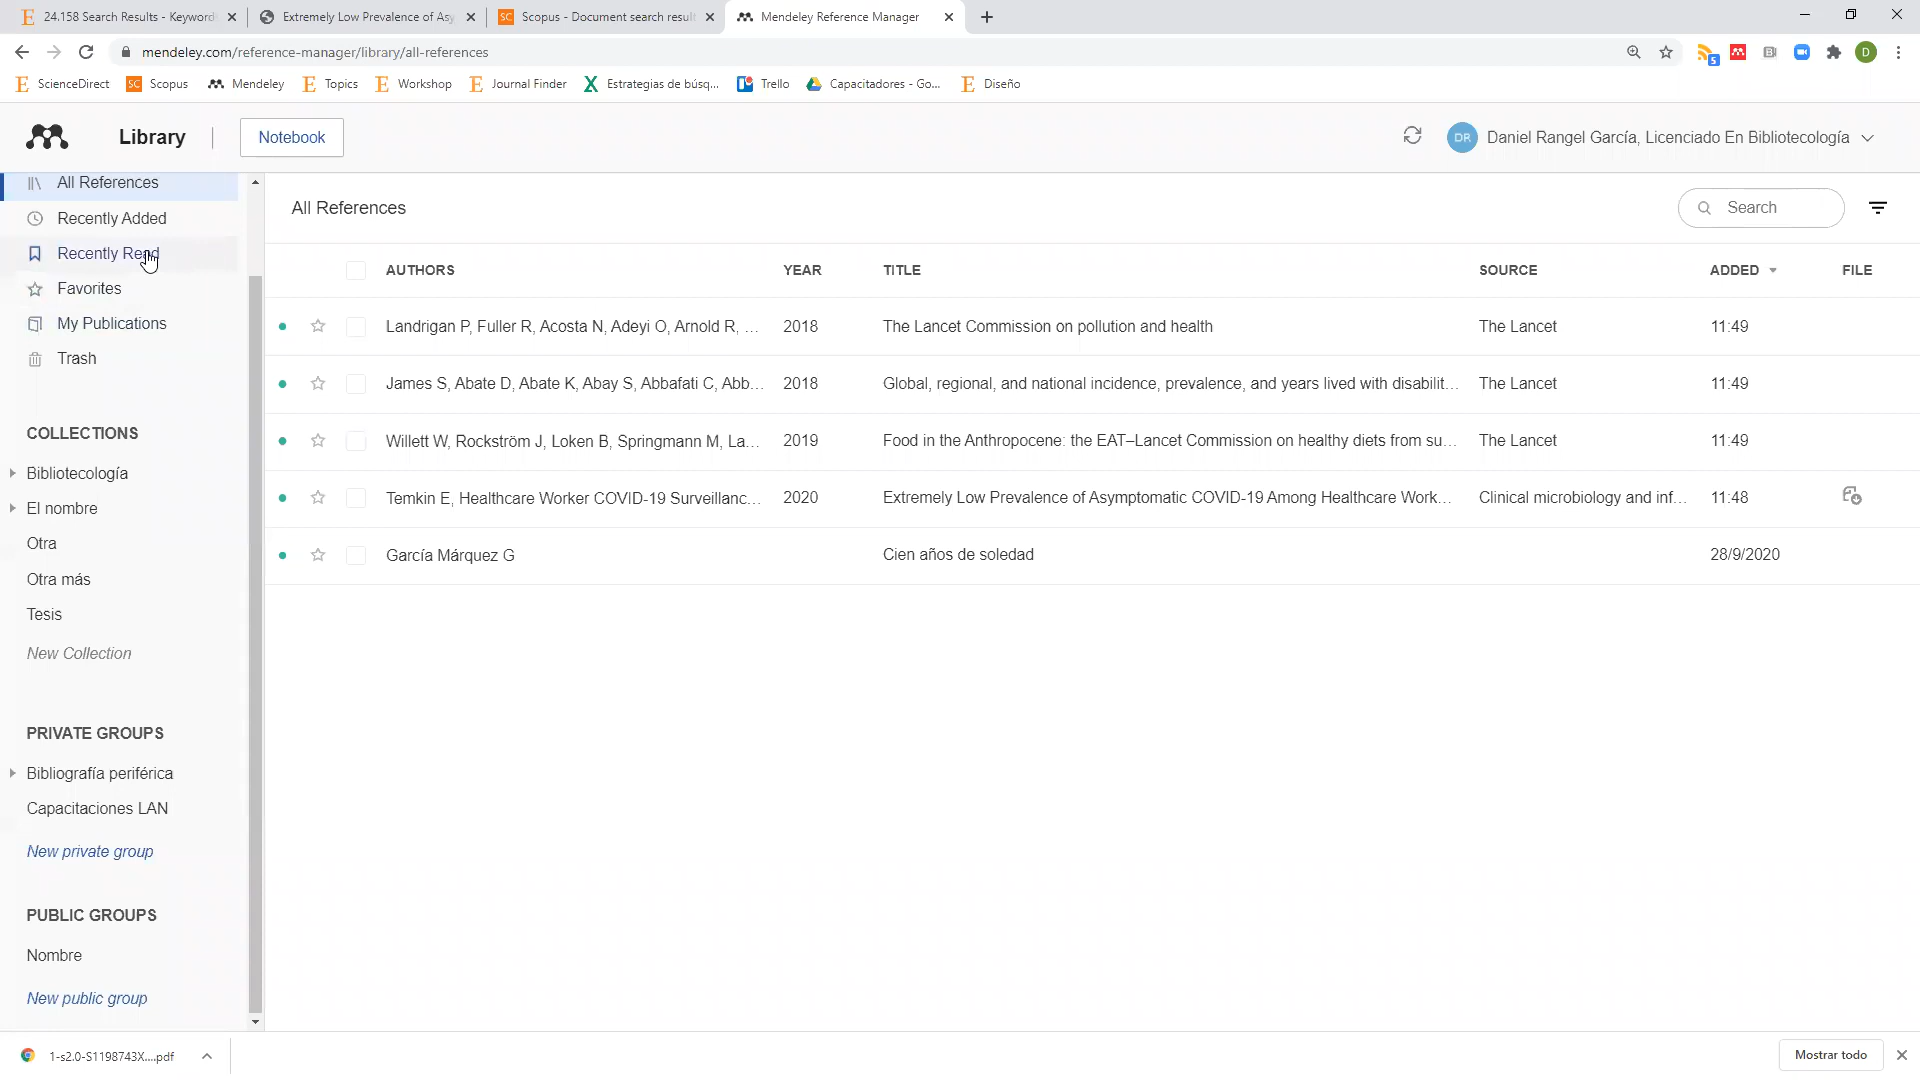 24.158 Search Results - Keyword
Extremely Low Prevalence of Asy
Scopus - Document search result
Mendeley Reference Manager
mendeley.com/reference-manager/library/all-references
5
D
ScienceDirect
SC Scopus
Mendeley
Topics
Workshop
Journal Finder
Estrategias de búsq...
Trello
Capacitadores - Go...
Diseño
Library
Notebook
DR Daniel Rangel García, Licenciado En Bibliotecología
All References
Recently Added
Recently Read
Favorites
My Publications
Trash
COLLECTIONS
Bibliotecología
El nombre
Otra
Otra más
Tesis
New Collection
PRIVATE GROUPS
Bibliografía periférica
Capacitaciones LAN
New private group
PUBLIC GROUPS
Nombre
New public group
All References
Search
AUTHORS YEAR TITLE SOURCE ADDED FILE
Landrigan P, Fuller R, Acosta N, Adeyi O, Arnold R, ... 2018 The Lancet Commission on pollution and health The Lancet 11:49
James S, Abate D, Abate K, Abay S, Abbafati C, Abb... 2018 Global, regional, and national incidence, prevalence, and years lived with disabilit... The Lancet 11:49
Willett W, Rockström J, Loken B, Springmann M, La... 2019 Food in the Anthropocene: the EAT–Lancet Commission on healthy diets from su... The Lancet 11:49
Temkin E, Healthcare Worker COVID-19 Surveillanc... 2020 Extremely Low Prevalence of Asymptomatic COVID-19 Among Healthcare Work... Clinical microbiology and inf... 11:48
García Márquez G Cien años de soledad 28/9/2020
1-s2.0-S1198743X....pdf
Mostrar todo